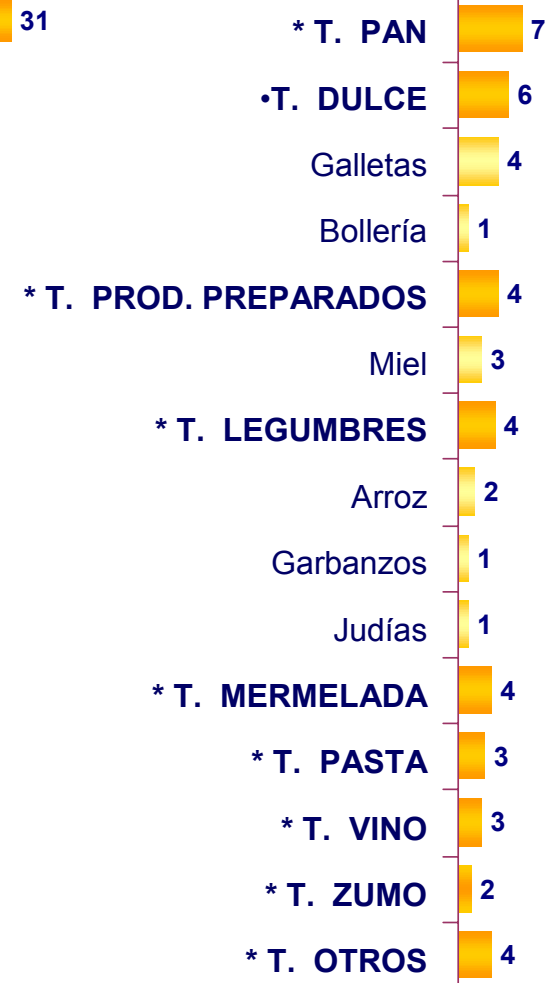 31
* T. PAN 7
•T. DULCE 6
Galletas 4
Bollería 1
* T. PROD. PREPARADOS 4
Miel 3
* T. LEGUMBRES 4
Arroz 2
Garbanzos 1
Judías 1
* T. MERMELADA 4
* T. PASTA 3
* T. VINO 3
* T. ZUMO 2
* T. OTROS 4